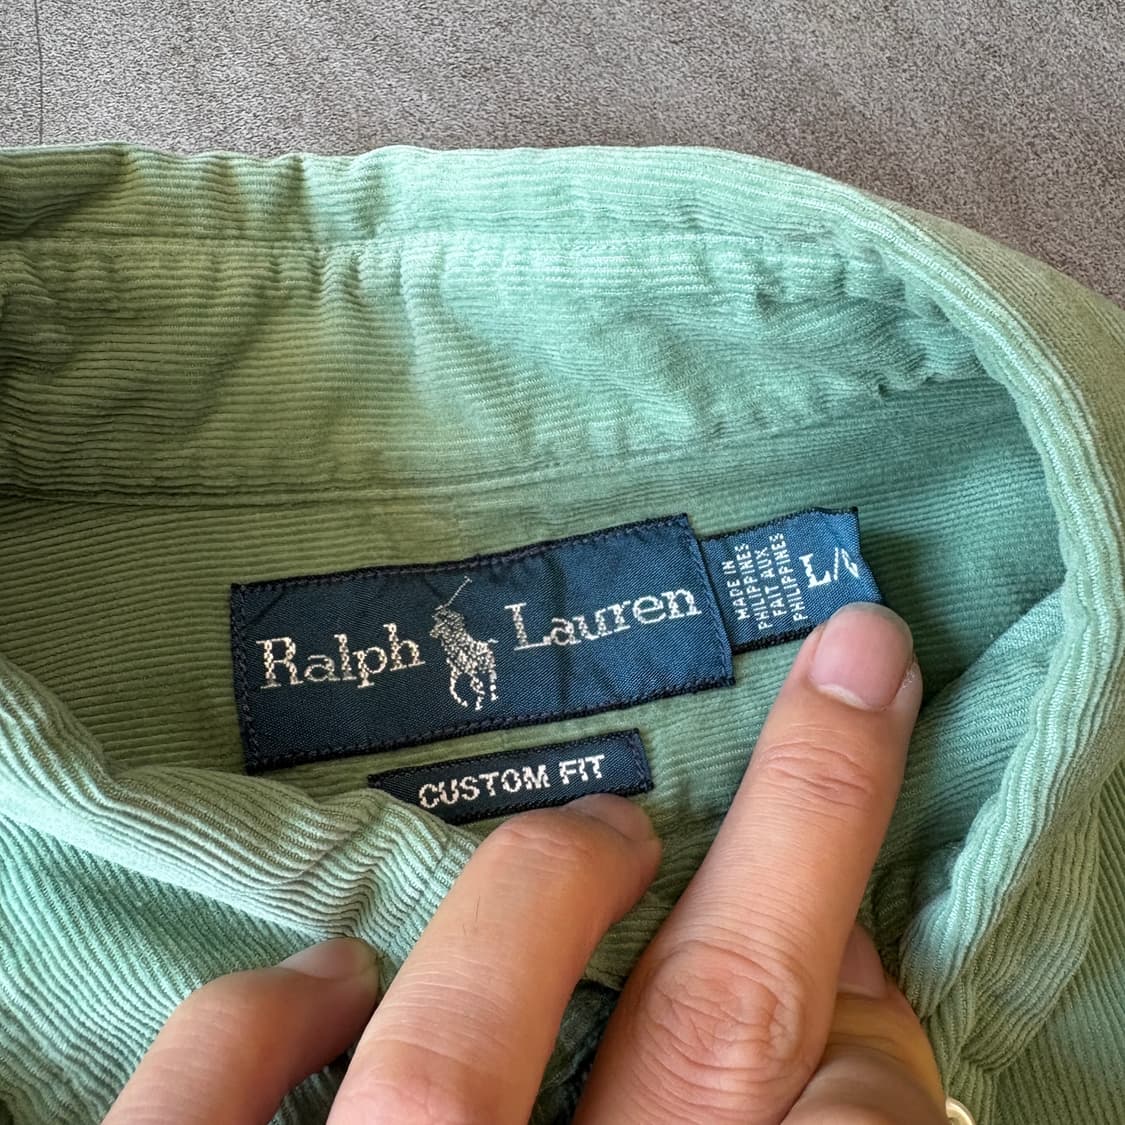 Ralph Lauren
CUSTOM FIT
MADE IN
PHILIPPINES
FAIT AUX
PHILIPPINES
L/G